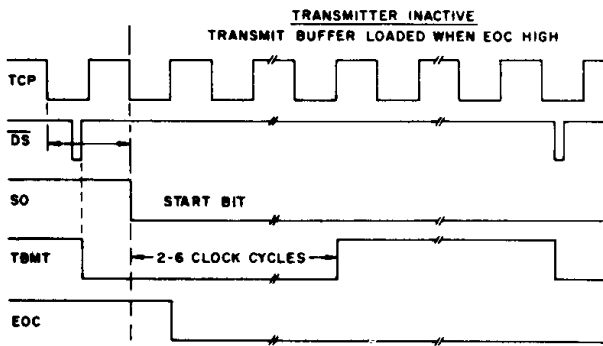 TRANSMITTER INACTIVE
TRANSMIT BUFFER LOADED WHEN EOC HIGH
TCP
DS
SO
START BIT
TBMT
2-6 CLOCK CYCLES
EOC